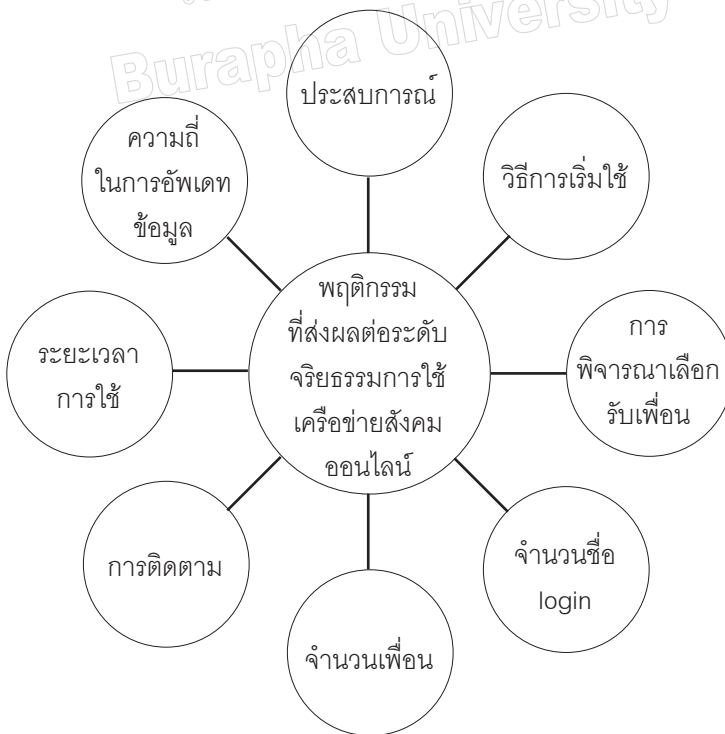 Burapha University
ประสบการณ์
วิธีการเริ่มใช้
การ
พิจารณาเลือก
รับเพื่อน
จำนวนชื่อ
login
จำนวนเพื่อน
การติดตาม
ระยะเวลา
การใช้
ความถี่
ในการอัพเดท
ข้อมูล
พฤติกรรม
ที่ส่งผลต่อระดับ
จริยธรรมการใช้
เครือข่ายสังคม
ออนไลน์